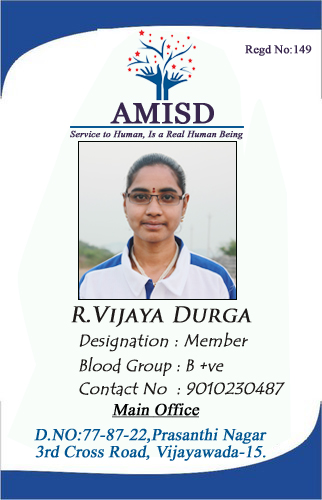 Regd No:149
AMISD
Service to Human, Is a Real Human Being
R.VIJAYA DURGA
Designation : Member
Blood Group : B +ve
Contact No : 9010230487
Main Office
D.NO:77-87-22,Prasanthi Nagar
3rd Cross Road, Vijayawada-15.